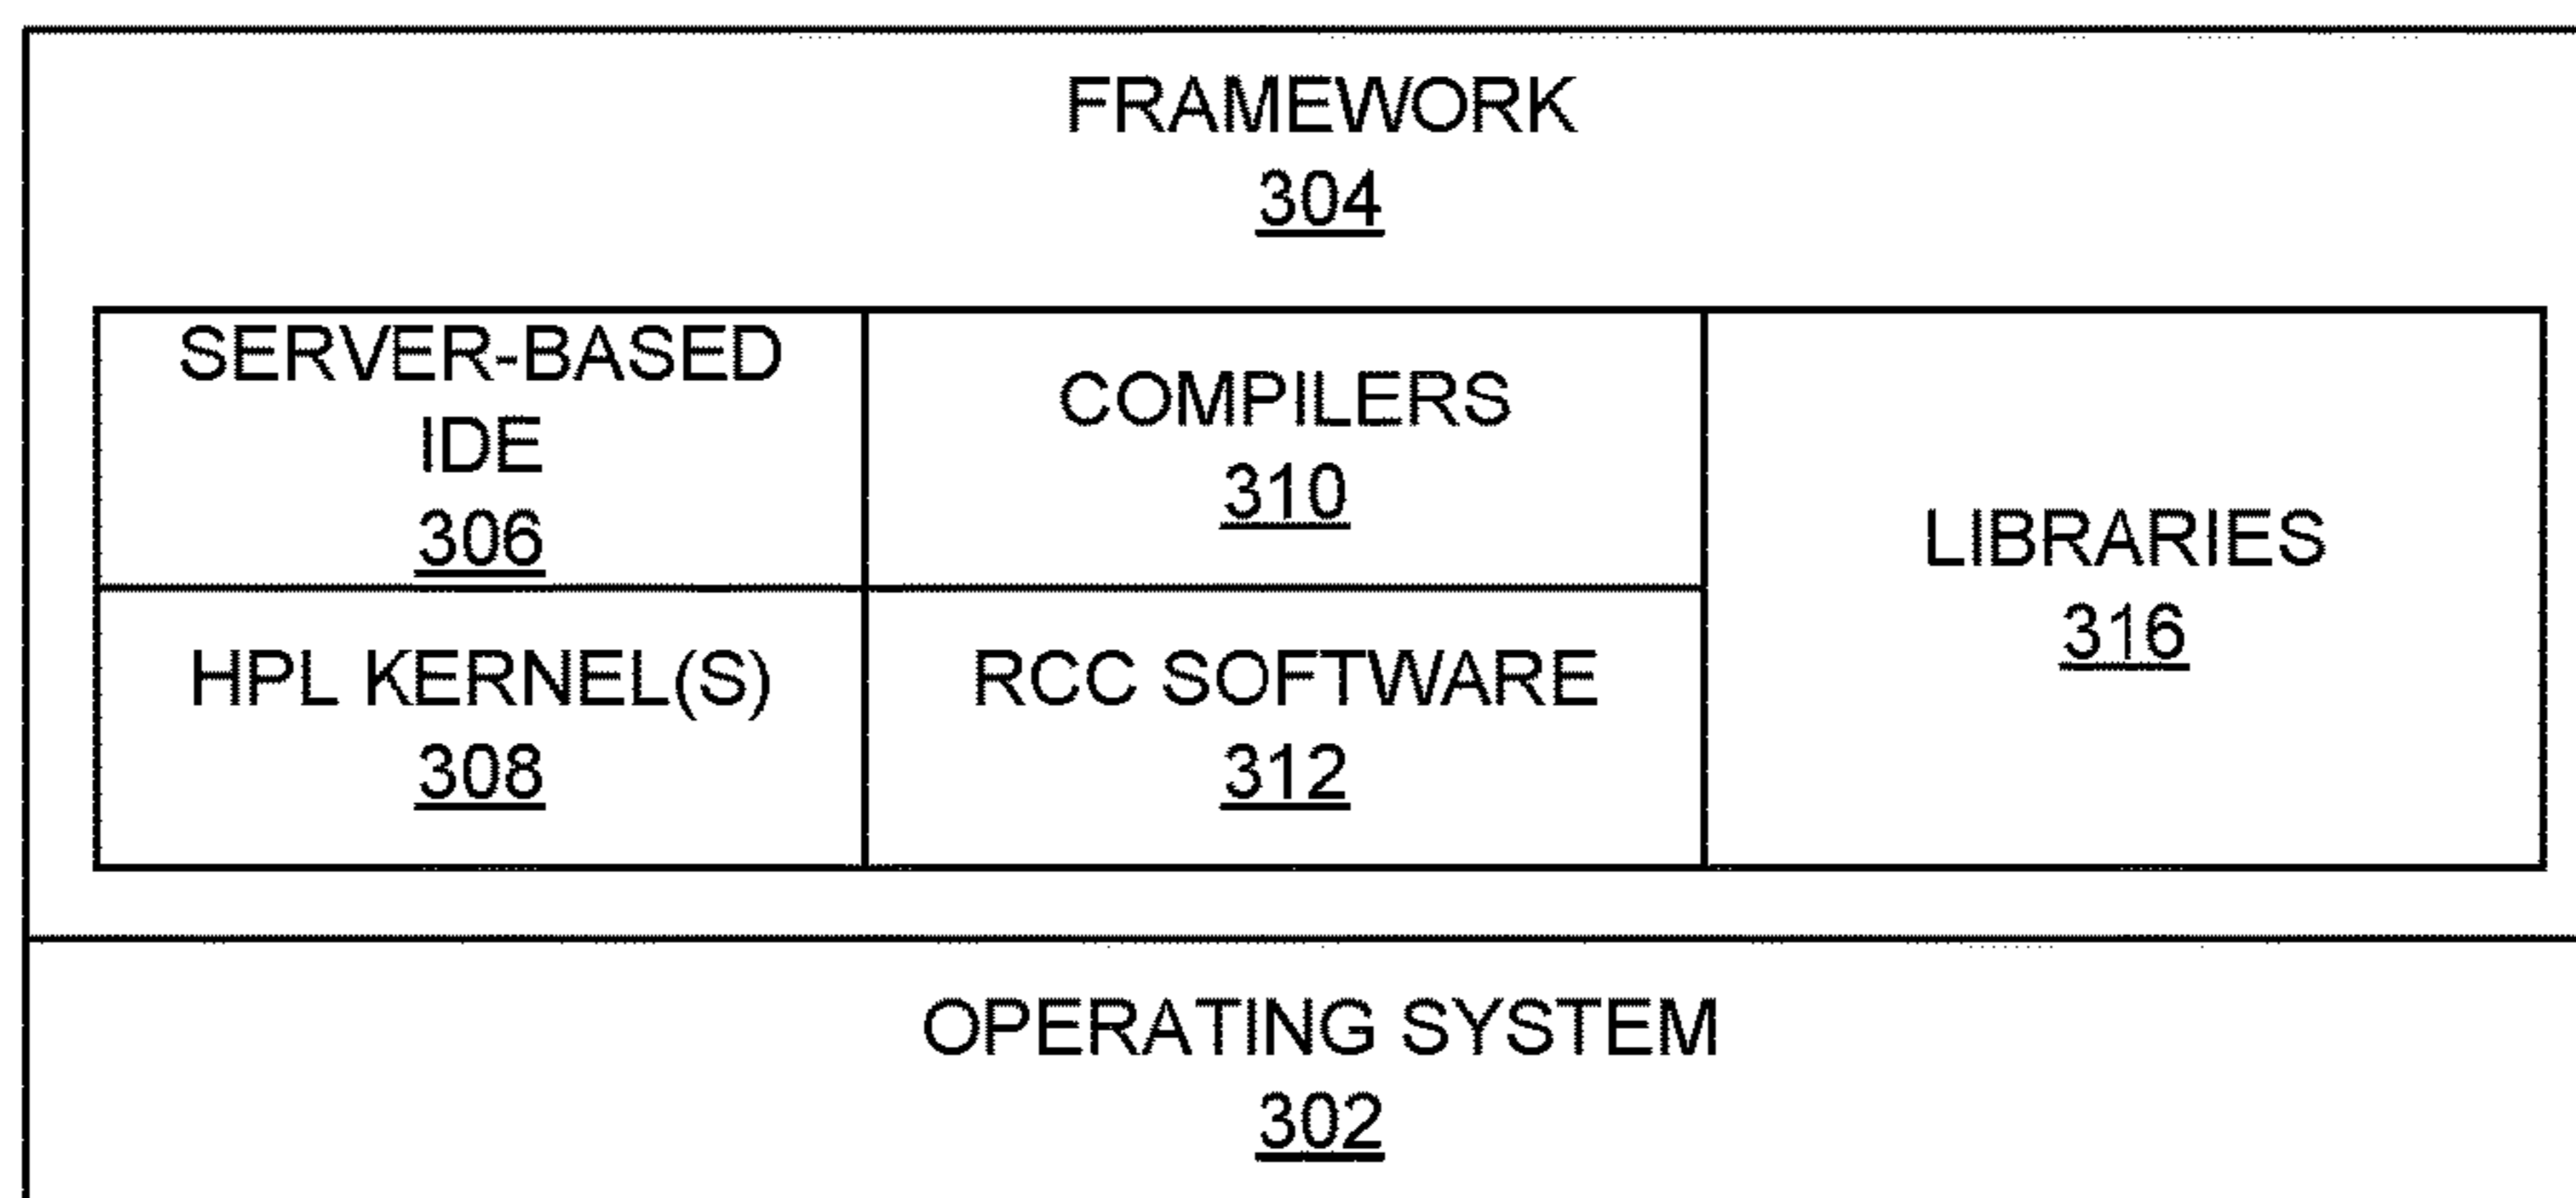 FRAMEWORK
304
SERVER-BASED
IDE
306
COMPILERS
310
LIBRARIES
316
HPL KERNEL(S)
308
RCC SOFTWARE
312
OPERATING SYSTEM
302